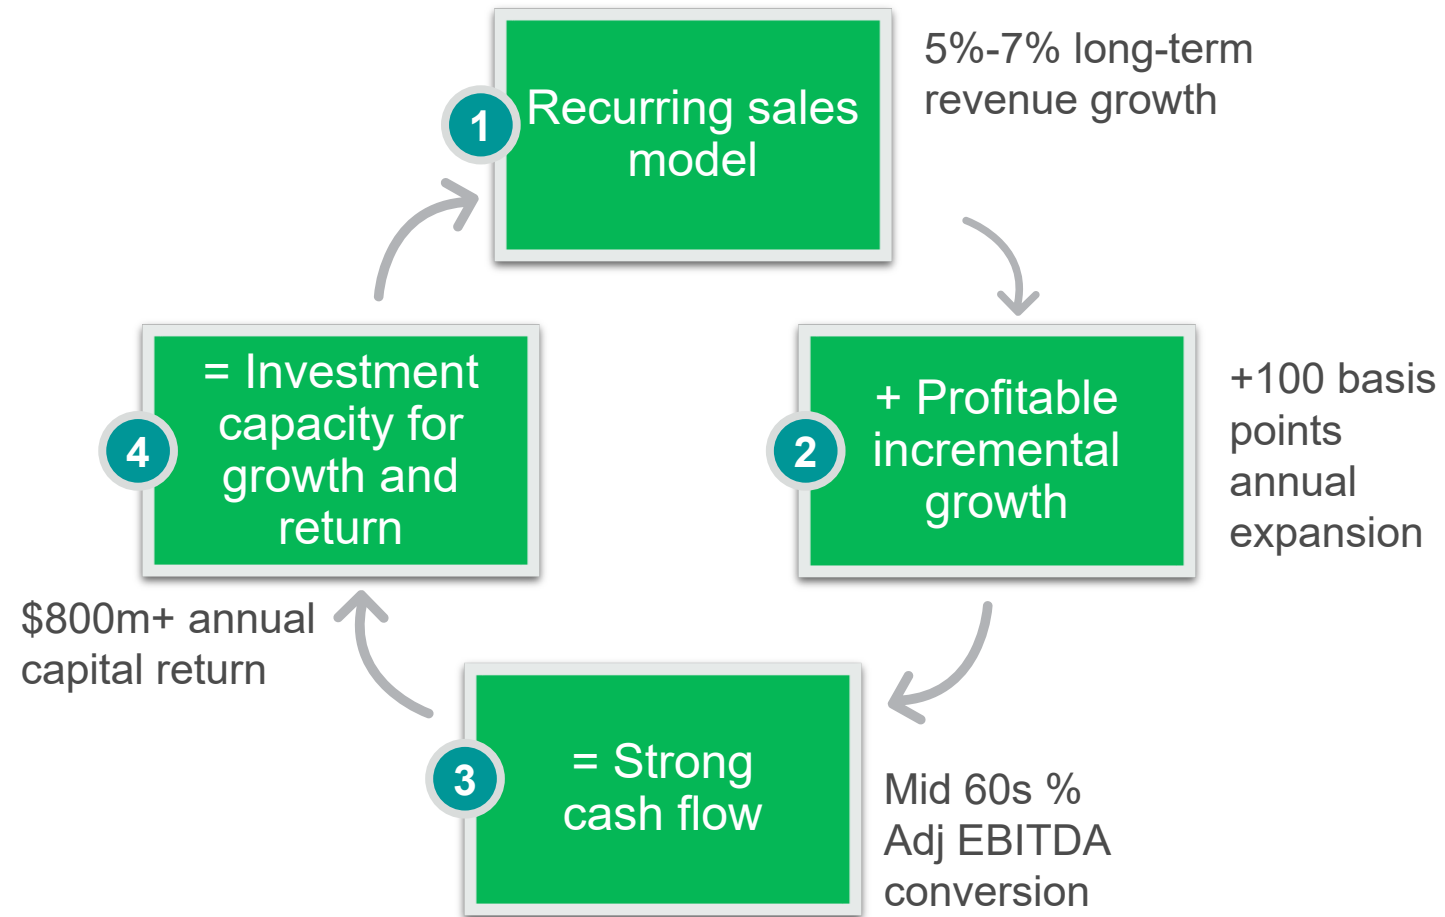 1
Recurring sales
model
5%-7% long-term
revenue growth
2
+ Profitable
incremental
growth
+100 basis
points
annual
expansion
3
= Strong
cash flow
Mid 60s %
Adj EBITDA
conversion
4
= Investment
capacity for
growth and
return
$800m+ annual
capital return